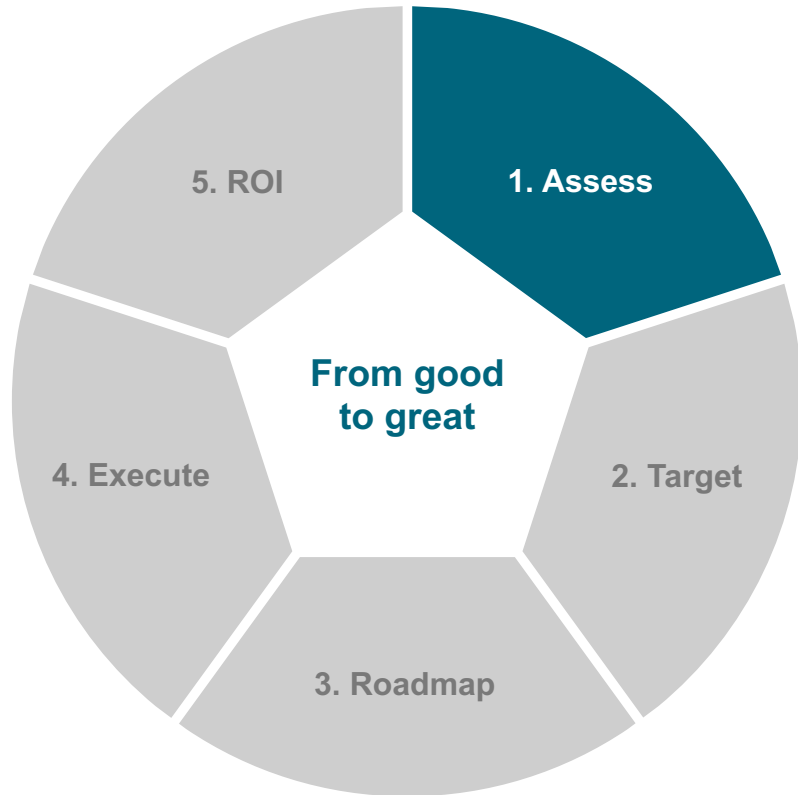 5. ROI
1. Assess
From good
to great
4. Execute
2. Target
3. Roadmap